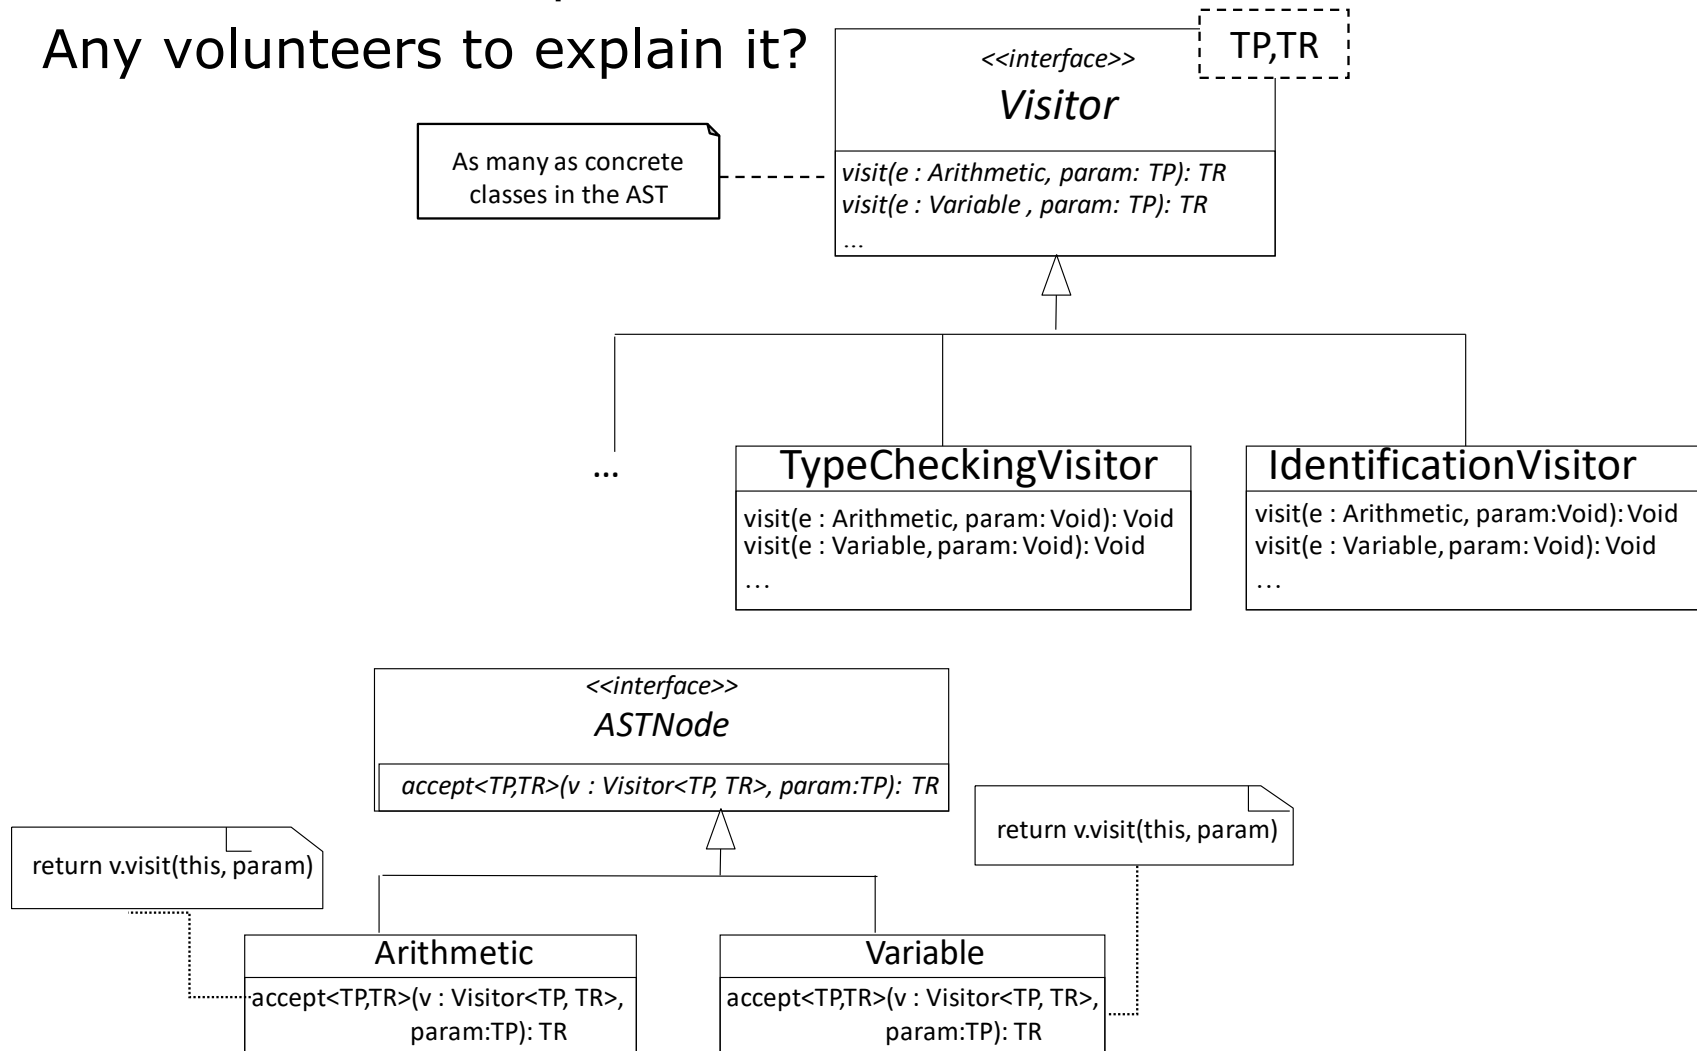 Any volunteers to explain it?
TP,TR
<<interface>>
Visitor
As many as concrete
classes in the AST
visit(e : Arithmetic, param: TP): TR
visit(e : Variable , param: TP): TR
...
...
TypeCheckingVisitor
visit(e : Arithmetic, param: Void): Void
visit(e : Variable, param: Void): Void
...
IdentificationVisitor
visit(e : Arithmetic, param:Void): Void
visit(e : Variable, param: Void): Void
...
<<interface>>
ASTNode
accept<TP,TR>(v : Visitor<TP, TR>, param:TP): TR
return v.visit(this, param)
return v.visit(this, param)
Arithmetic
accept<TP,TR>(v : Visitor<TP, TR>,
param:TP): TR
Variable
accept<TP,TR>(v : Visitor<TP, TR>,
param:TP): TR